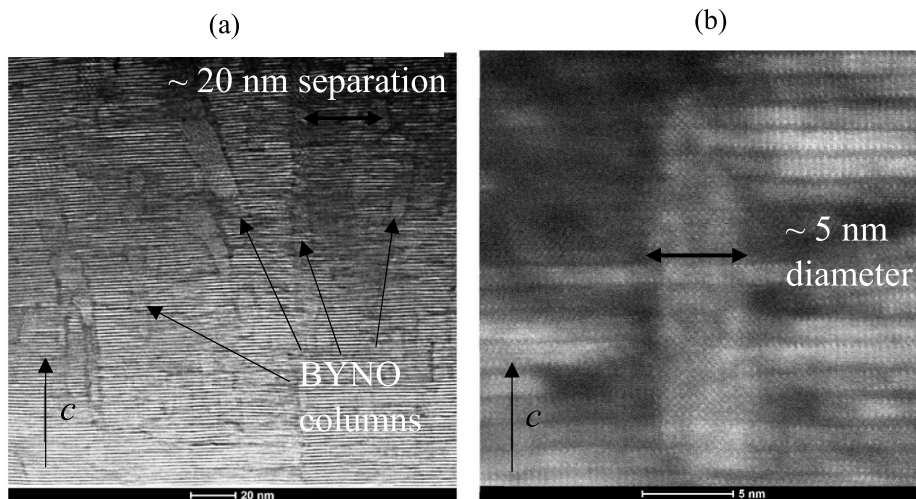 (a)
(b)
~ 20 nm separation
~ 5 nm
diameter
BYNO
columns
c
c
20 nm
5 nm